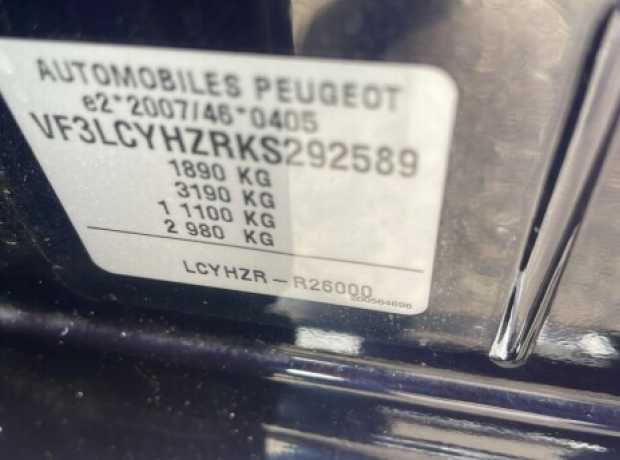 AUTOMOBILES PEUGEOT
e2*2007/46*0405
VF3LCYHZRKS292589
1890 KG
3190 KG
1 1100 KG
2 980 KG
LCYHZR - R26000